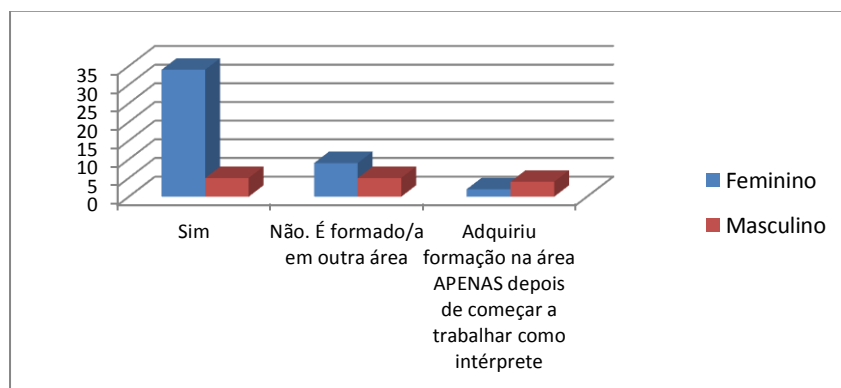 35
30
25
20
15
10
5
0
Sim
Não. É formado/a
em outra área
Adquiriu
formação na área
APENAS depois
de começar a
trabalhar como
intérprete
Feminino
Masculino